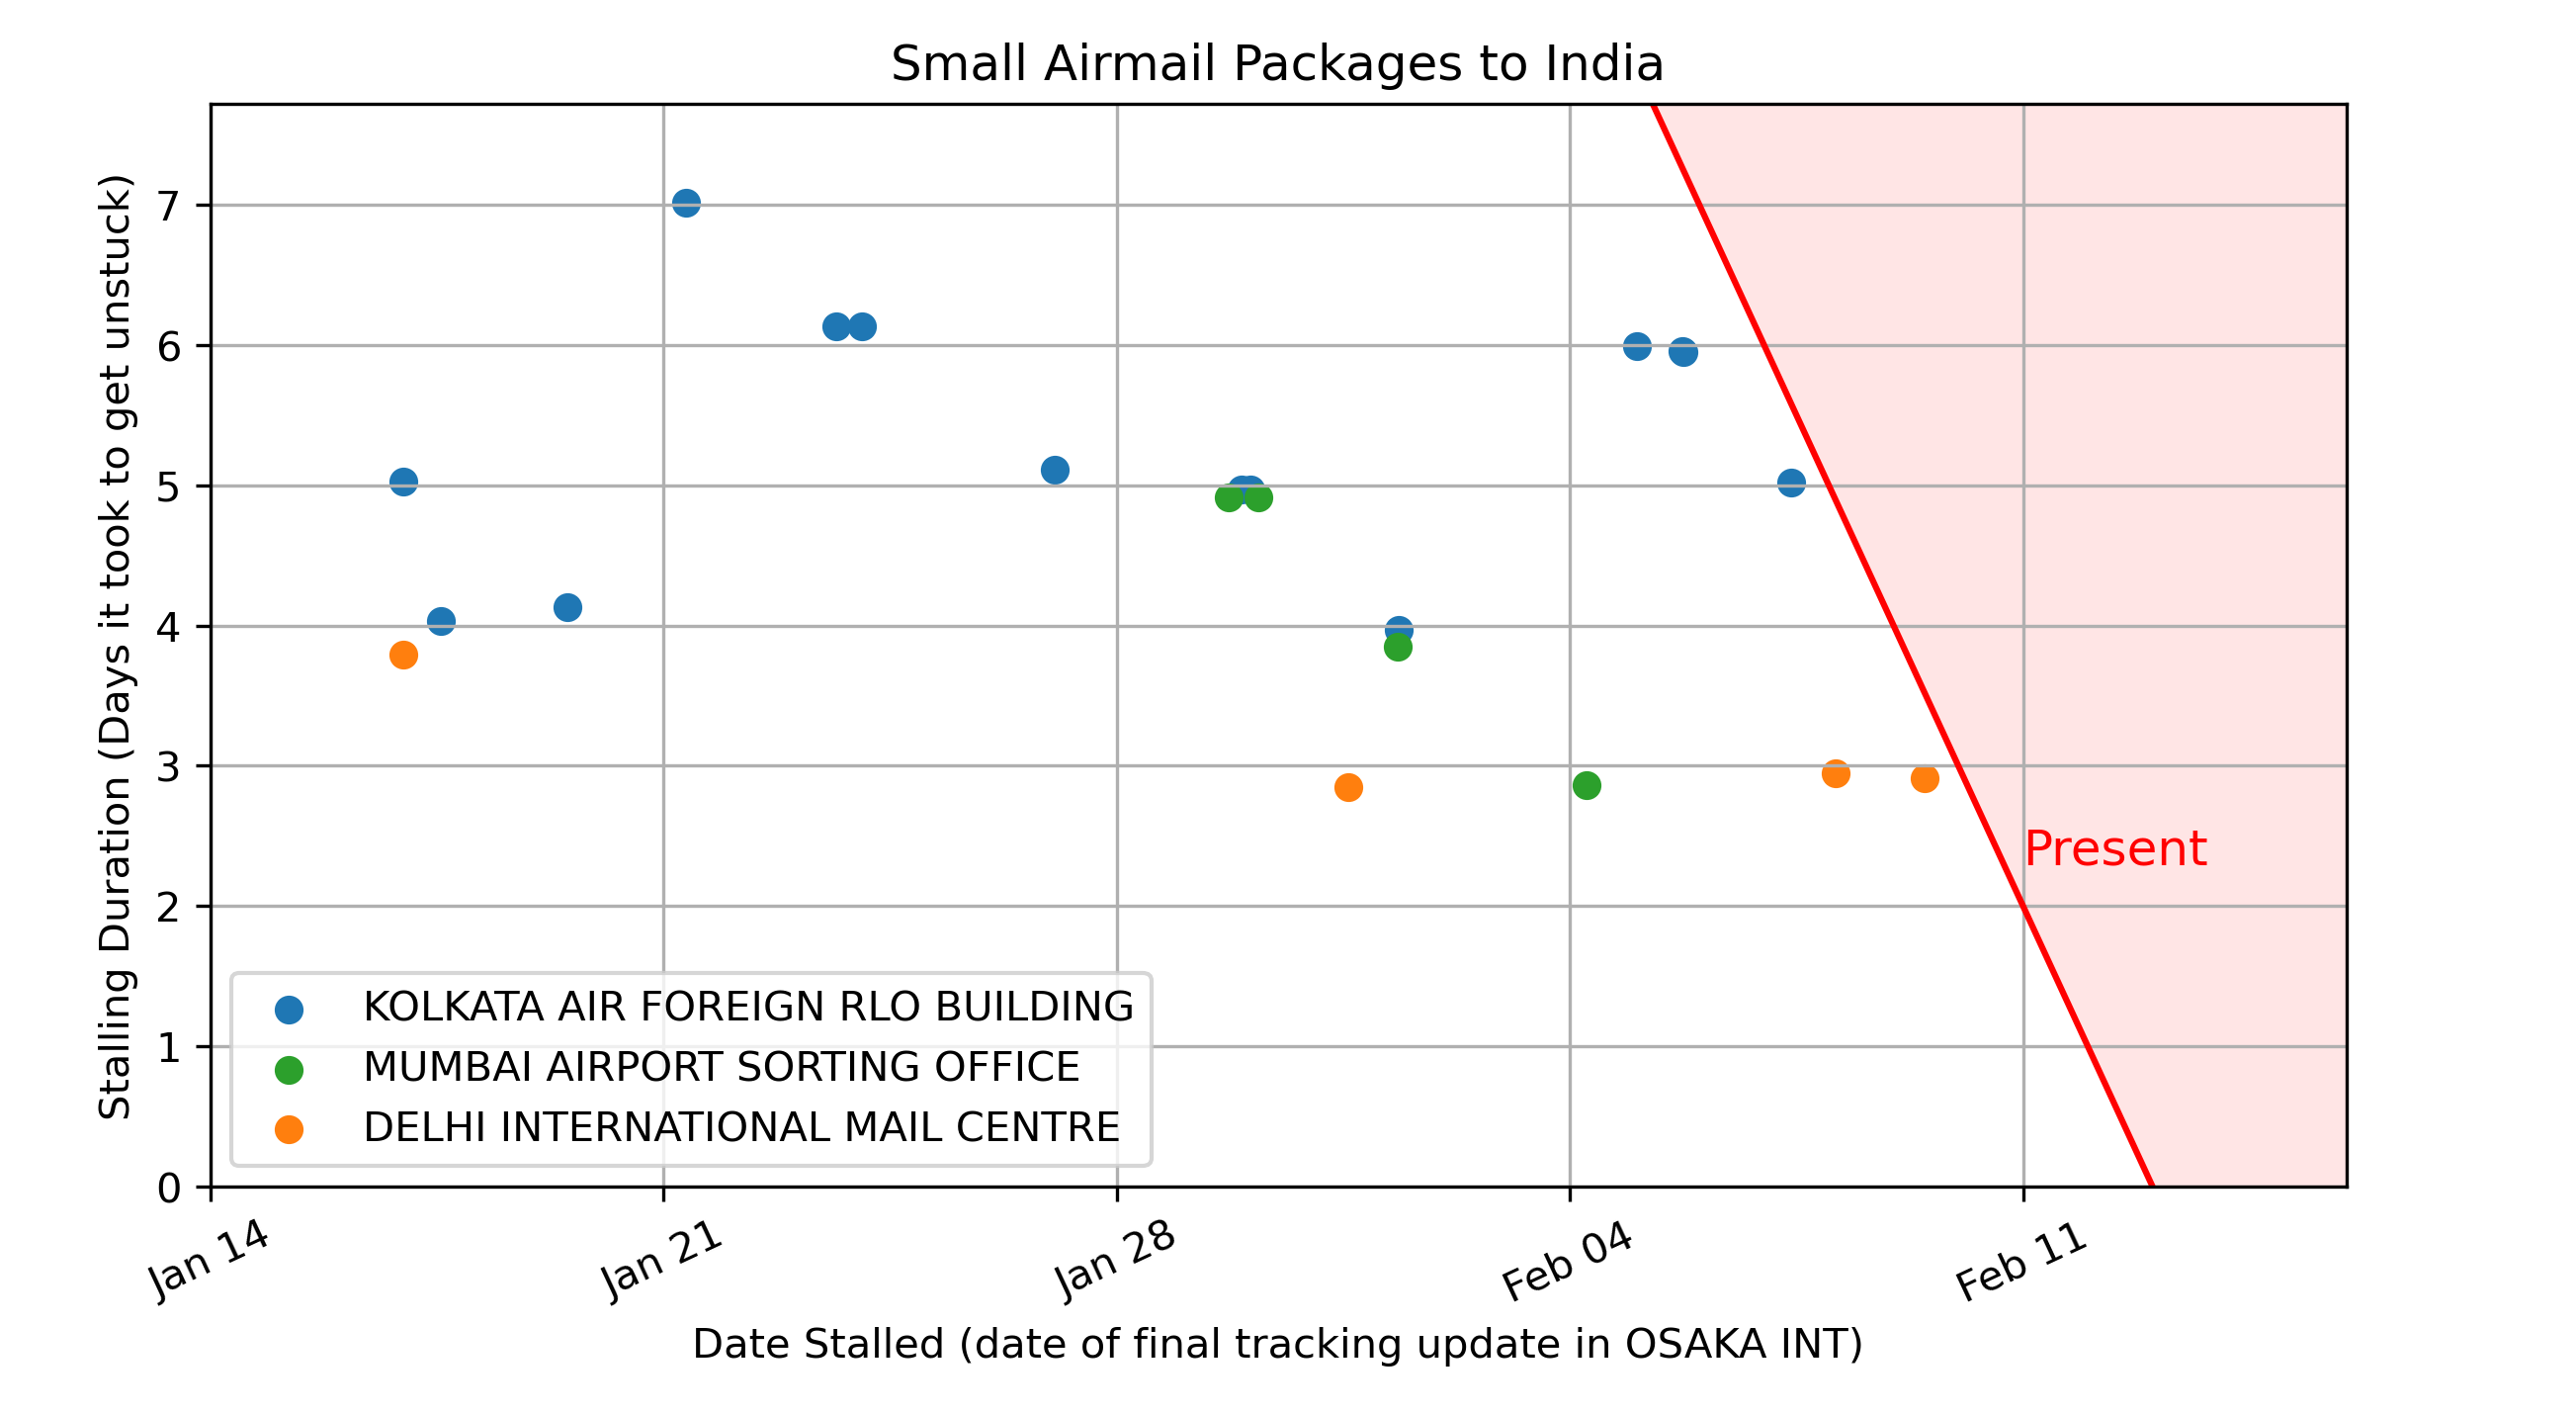 Small Airmail Packages to India
Stalling Duration (Days it took to get unstuck)
7
6
5
4
3
2
1
0
Present
KOLKATA AIR FOREIGN RLO BUILDING
MUMBAI AIRPORT SORTING OFFICE
DELHI INTERNATIONAL MAIL CENTRE
Jan 14
Jan 21
Jan 28
Feb 04
Feb 11
Date Stalled (date of final tracking update in OSAKA INT)